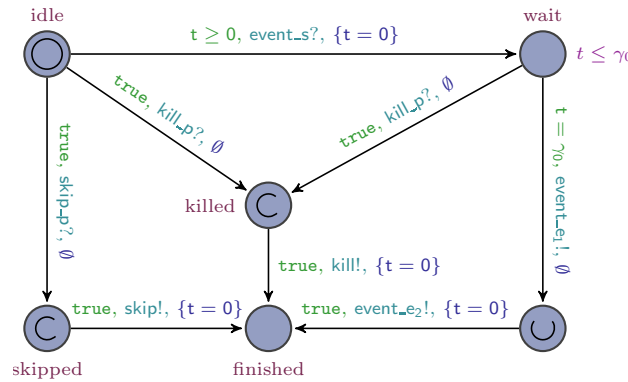 idle
wait
t ≥ 0, event_s?, {t = 0}
t ≤ γ₀
true, kill_p?, ∅
true, kill_p?, ∅
true, skip_p?, ∅
t = γ₀, event_e₁!, ∅
killed
C
true, kill!, {t = 0}
true, skip!, {t = 0}
true, event_e₂!, {t = 0}
C
C
skipped
finished